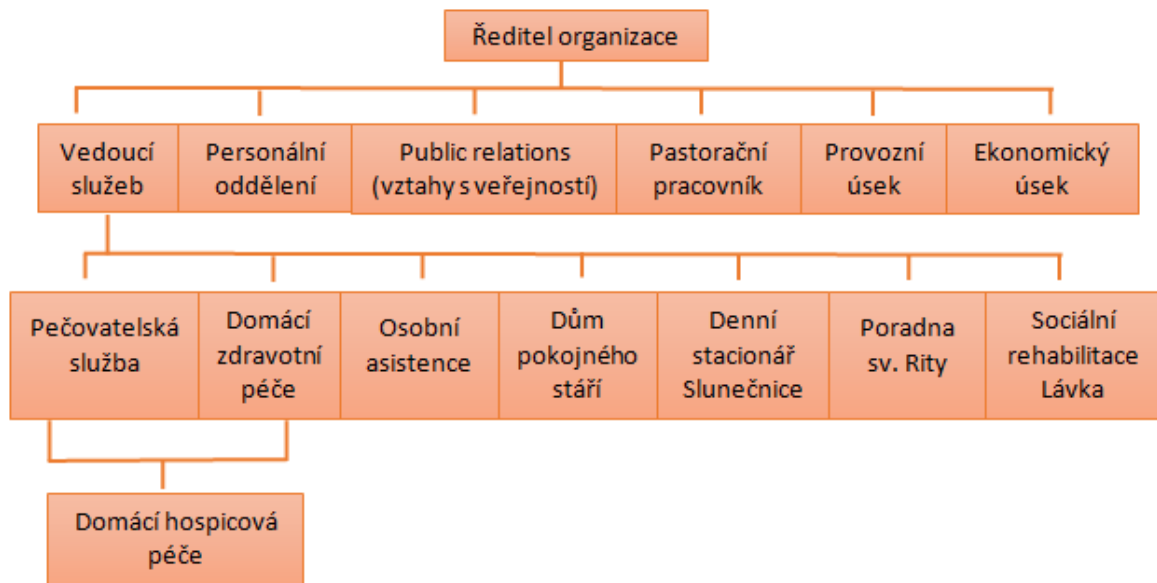 Ředitel organizace
Vedoucí
služeb
Personální
oddělení
Public relations
(vztahy s veřejností)
Pastorační
pracovník
Provozní
úsek
Ekonomický
úsek
Pečovatelská
služba
Domácí
zdravotní
péče
Osobní
asistence
Dům
pokojného
stáří
Denní
stacionář
Slunečnice
Poradna
sv. Rity
Sociální
rehabilitace
Lávka
Domácí hospicová
péče